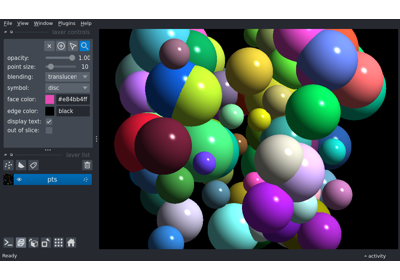 File View Window Plugins Help
layer controls
opacity: 1.00
point size: 10
blending: translucen
symbol: disc
face color: #e84bb4ff
edge color: black
display text:
out of slice:
layer list
pts
Ready
activity